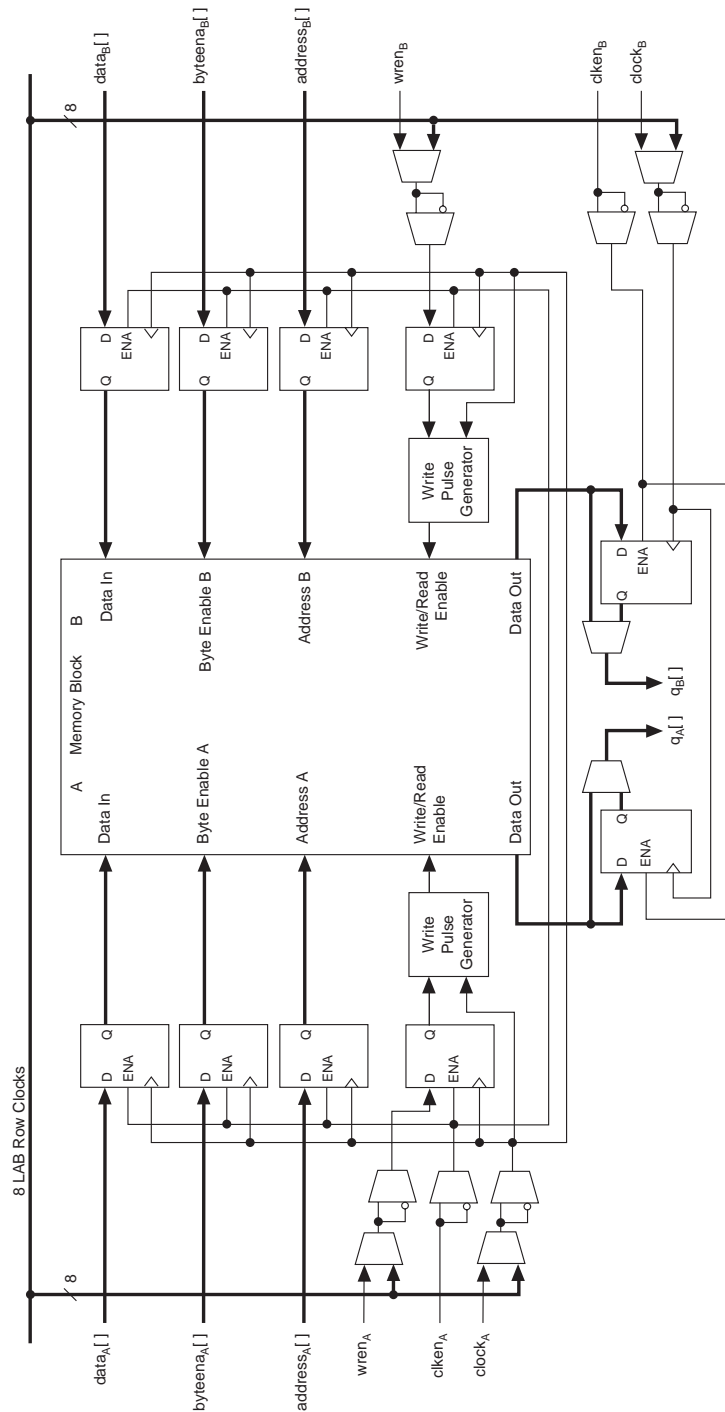 8 LAB Row Clocks
8
8
data_A[ ]
byteena_A[ ]
address_A[ ]
wren_A
clken_A
clock_A
D
Q
ENA
D
Q
ENA
D
Q
ENA
D
Q
ENA
Write
Pulse
Generator
A Memory Block B
Data In
Data In
Byte Enable A
Byte Enable B
Address A
Address B
Write/Read
Enable
Write/Read
Enable
Data Out
Data Out
Write
Pulse
Generator
Q
D
ENA
Q
D
ENA
Q
D
ENA
Q
D
ENA
data_B[ ]
byteena_B[ ]
address_B[ ]
wren_B
clken_B
clock_B
D
Q
ENA
q_A[ ]
q_B[ ]
Q
D
ENA